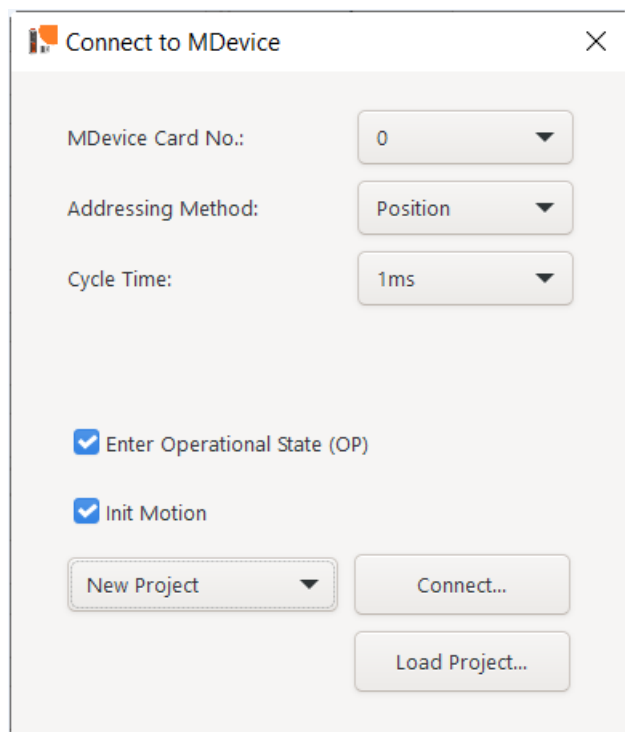 Connect to MDevice
MDevice Card No.: 0
Addressing Method: Position
Cycle Time: 1ms
Enter Operational State (OP)
Init Motion
New Project Connect...
Load Project...